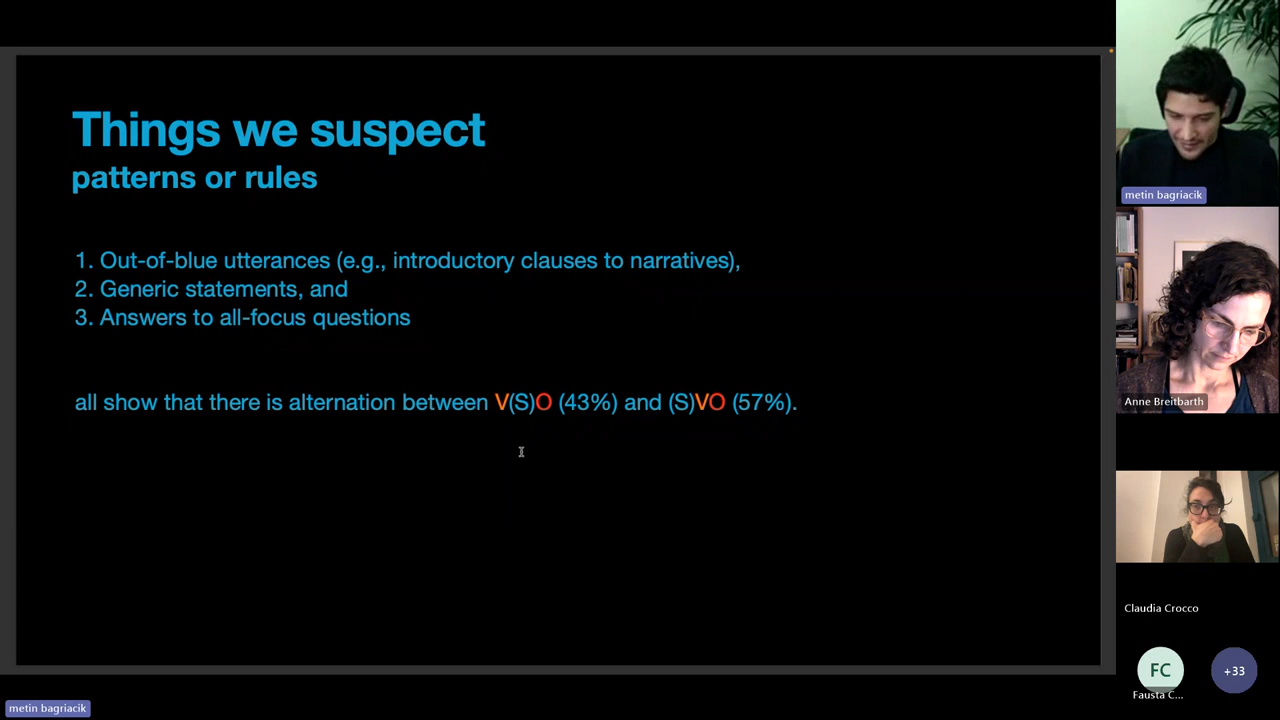 Things we suspect
patterns or rules
1. Out-of-blue utterances (e.g., introductory clauses to narratives),
2. Generic statements, and
3. Answers to all-focus questions
all show that there is alternation between V(S)O (43%) and (S)VO (57%).
metin bagriacik
Anne Breitbarth
Claudia Crocco
FC
Fausta C...
+33
metin bagriacik